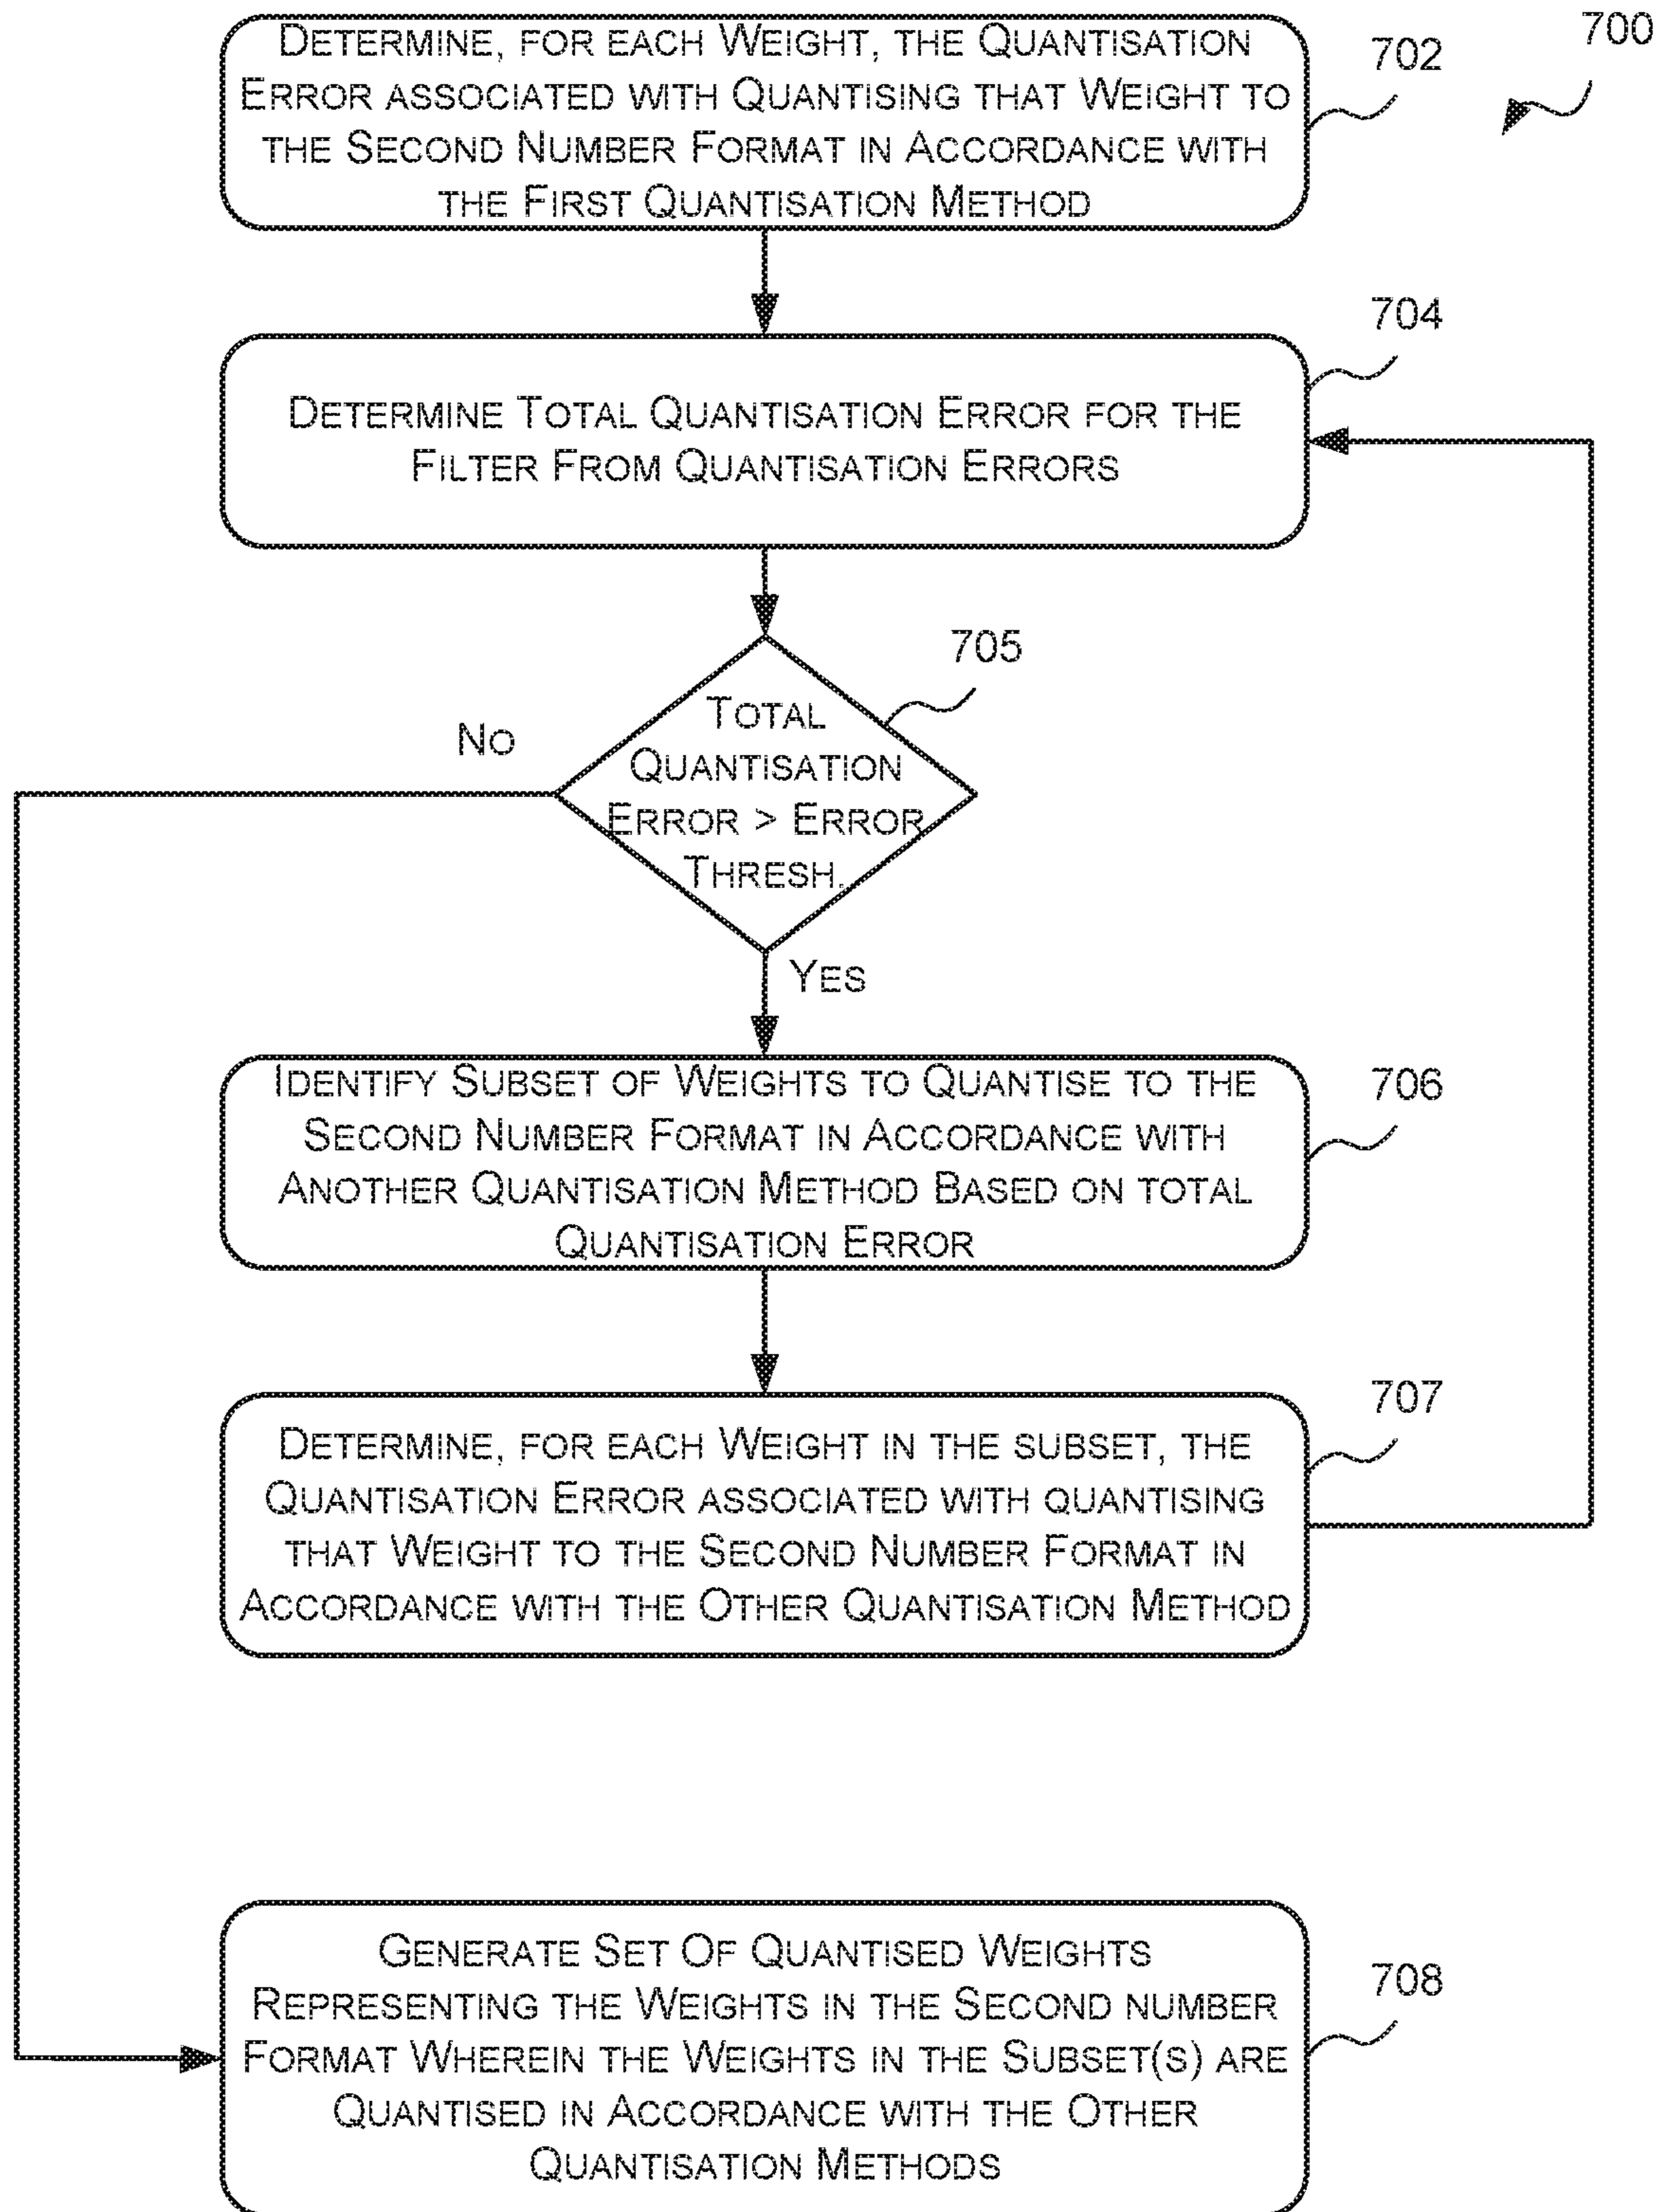 700
DETERMINE, FOR EACH WEIGHT, THE QUANTISATION
702
ERROR ASSOCIATED WITH QUANTISING THAT WEIGHT TO
THE SECOND NUMBER FORMAT IN ACCORDANCE WITH
THE FIRST QUANTISATION METHOD
704
DETERMINE TOTAL QUANTISATION ERROR FOR THE
FILTER FROM QUANTISATION ERRORS
705
TOTAL
NO
QUANTISATION
ERROR > ERROR
THRESH.
YES
IDENTIFY SUBSET OF WEIGHTS TO QUANTISE TO THE
706
SECOND NUMBER FORMAT IN ACCORDANCE WITH
ANOTHER QUANTISATION METHOD BASED ON TOTAL
QUANTISATION ERROR
707
DETERMINE, FOR EACH WEIGHT IN THE SUBSET, THE
QUANTISATION ERROR ASSOCIATED WITH QUANTISING
THAT WEIGHT TO THE SECOND NUMBER FORMAT IN
ACCORDANCE WITH THE OTHER QUANTISATION METHOD
GENERATE SET OF QUANTISED WEIGHTS
708
REPRESENTING THE WEIGHTS IN THE SECOND NUMBER
FORMAT WHEREIN THE WEIGHTS IN THE SUBSET(S) ARE
QUANTISED IN ACCORDANCE WITH THE OTHER
QUANTISATION METHODS